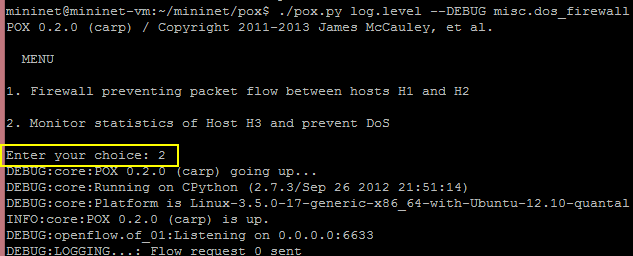 mininet@mininet-vm:~/mininet/pox$ ./pox.py log.level --DEBUG misc.dos_firewall
POX 0.2.0 (carp) / Copyright 2011-2013 James McCauley, et al.
MENU
1. Firewall preventing packet flow between hosts H1 and H2
2. Monitor statistics of Host H3 and prevent DoS
Enter your choice: 2
DEBUG:core:POX 0.2.0 (carp) going up...
DEBUG:core:Running on CPython (2.7.3/Sep 26 2012 21:51:14)
DEBUG:core:Platform is Linux-3.5.0-17-generic-x86_64-with-Ubuntu-12.10-quantal
INFO:core:POX 0.2.0 (carp) is up.
DEBUG:openflow.of_01:Listening on 0.0.0.0:6633
DEBUG:LOGGING...: Flow request 0 sent